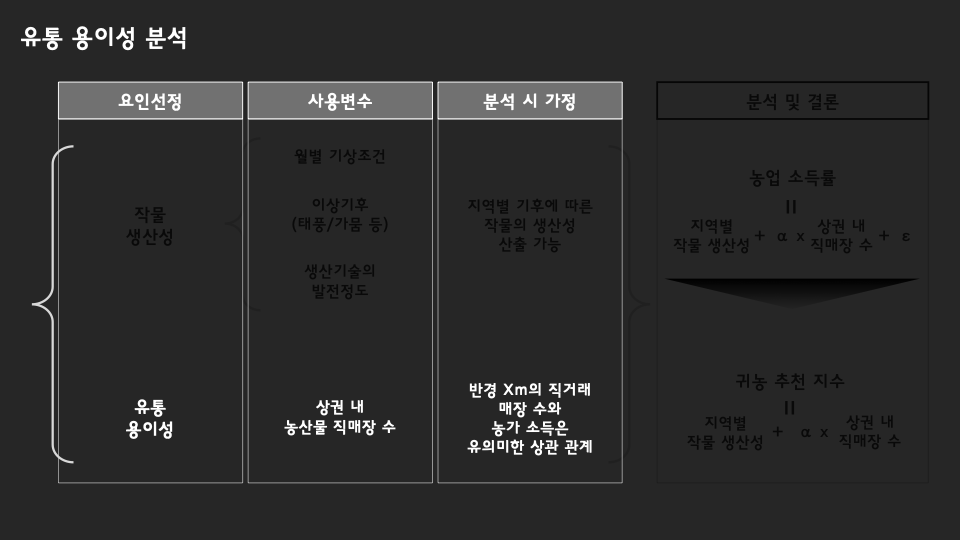 유통 용이성 분석
요인선정
사용변수
분석 시 가정
분석 및 결론
작물
생산성
월별 기상조건
이상기후
(태풍/가뭄 등)
생산기술의
발전정도
지역별 기후에 따른
작물의 생산성
산출 가능
유통
용이성
상권 내
농산물 직매장 수
반경 Xm의 직거래
매장 수와
농가 소득은
유의미한 상관 관계
농업 소득률
=
지역별
작물 생산성
+ α x
상권 내
직매장 수
+ ε
귀농 추천 지수
=
지역별
작물 생산성
+ α x
상권 내
직매장 수